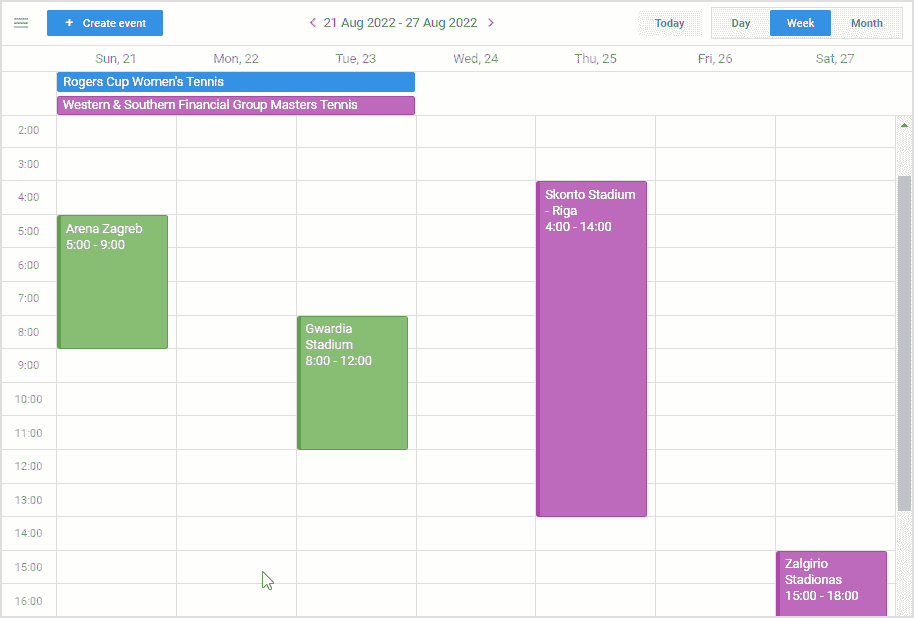 + Create event
< 21 Aug 2022 - 27 Aug 2022 >
Today
Day
Week
Month
Sun, 21
Mon, 22
Tue, 23
Wed, 24
Thu, 25
Fri, 26
Sat, 27
Rogers Cup Women's Tennis
Western & Southern Financial Group Masters Tennis
2:00
3:00
4:00
5:00
6:00
7:00
8:00
9:00
10:00
11:00
12:00
13:00
14:00
15:00
16:00
Arena Zagreb
5:00 - 9:00
Gwardia
Stadium
8:00 - 12:00
Skonto Stadium
- Riga
4:00 - 14:00
Zalgirio
Stadionas
15:00 - 18:00